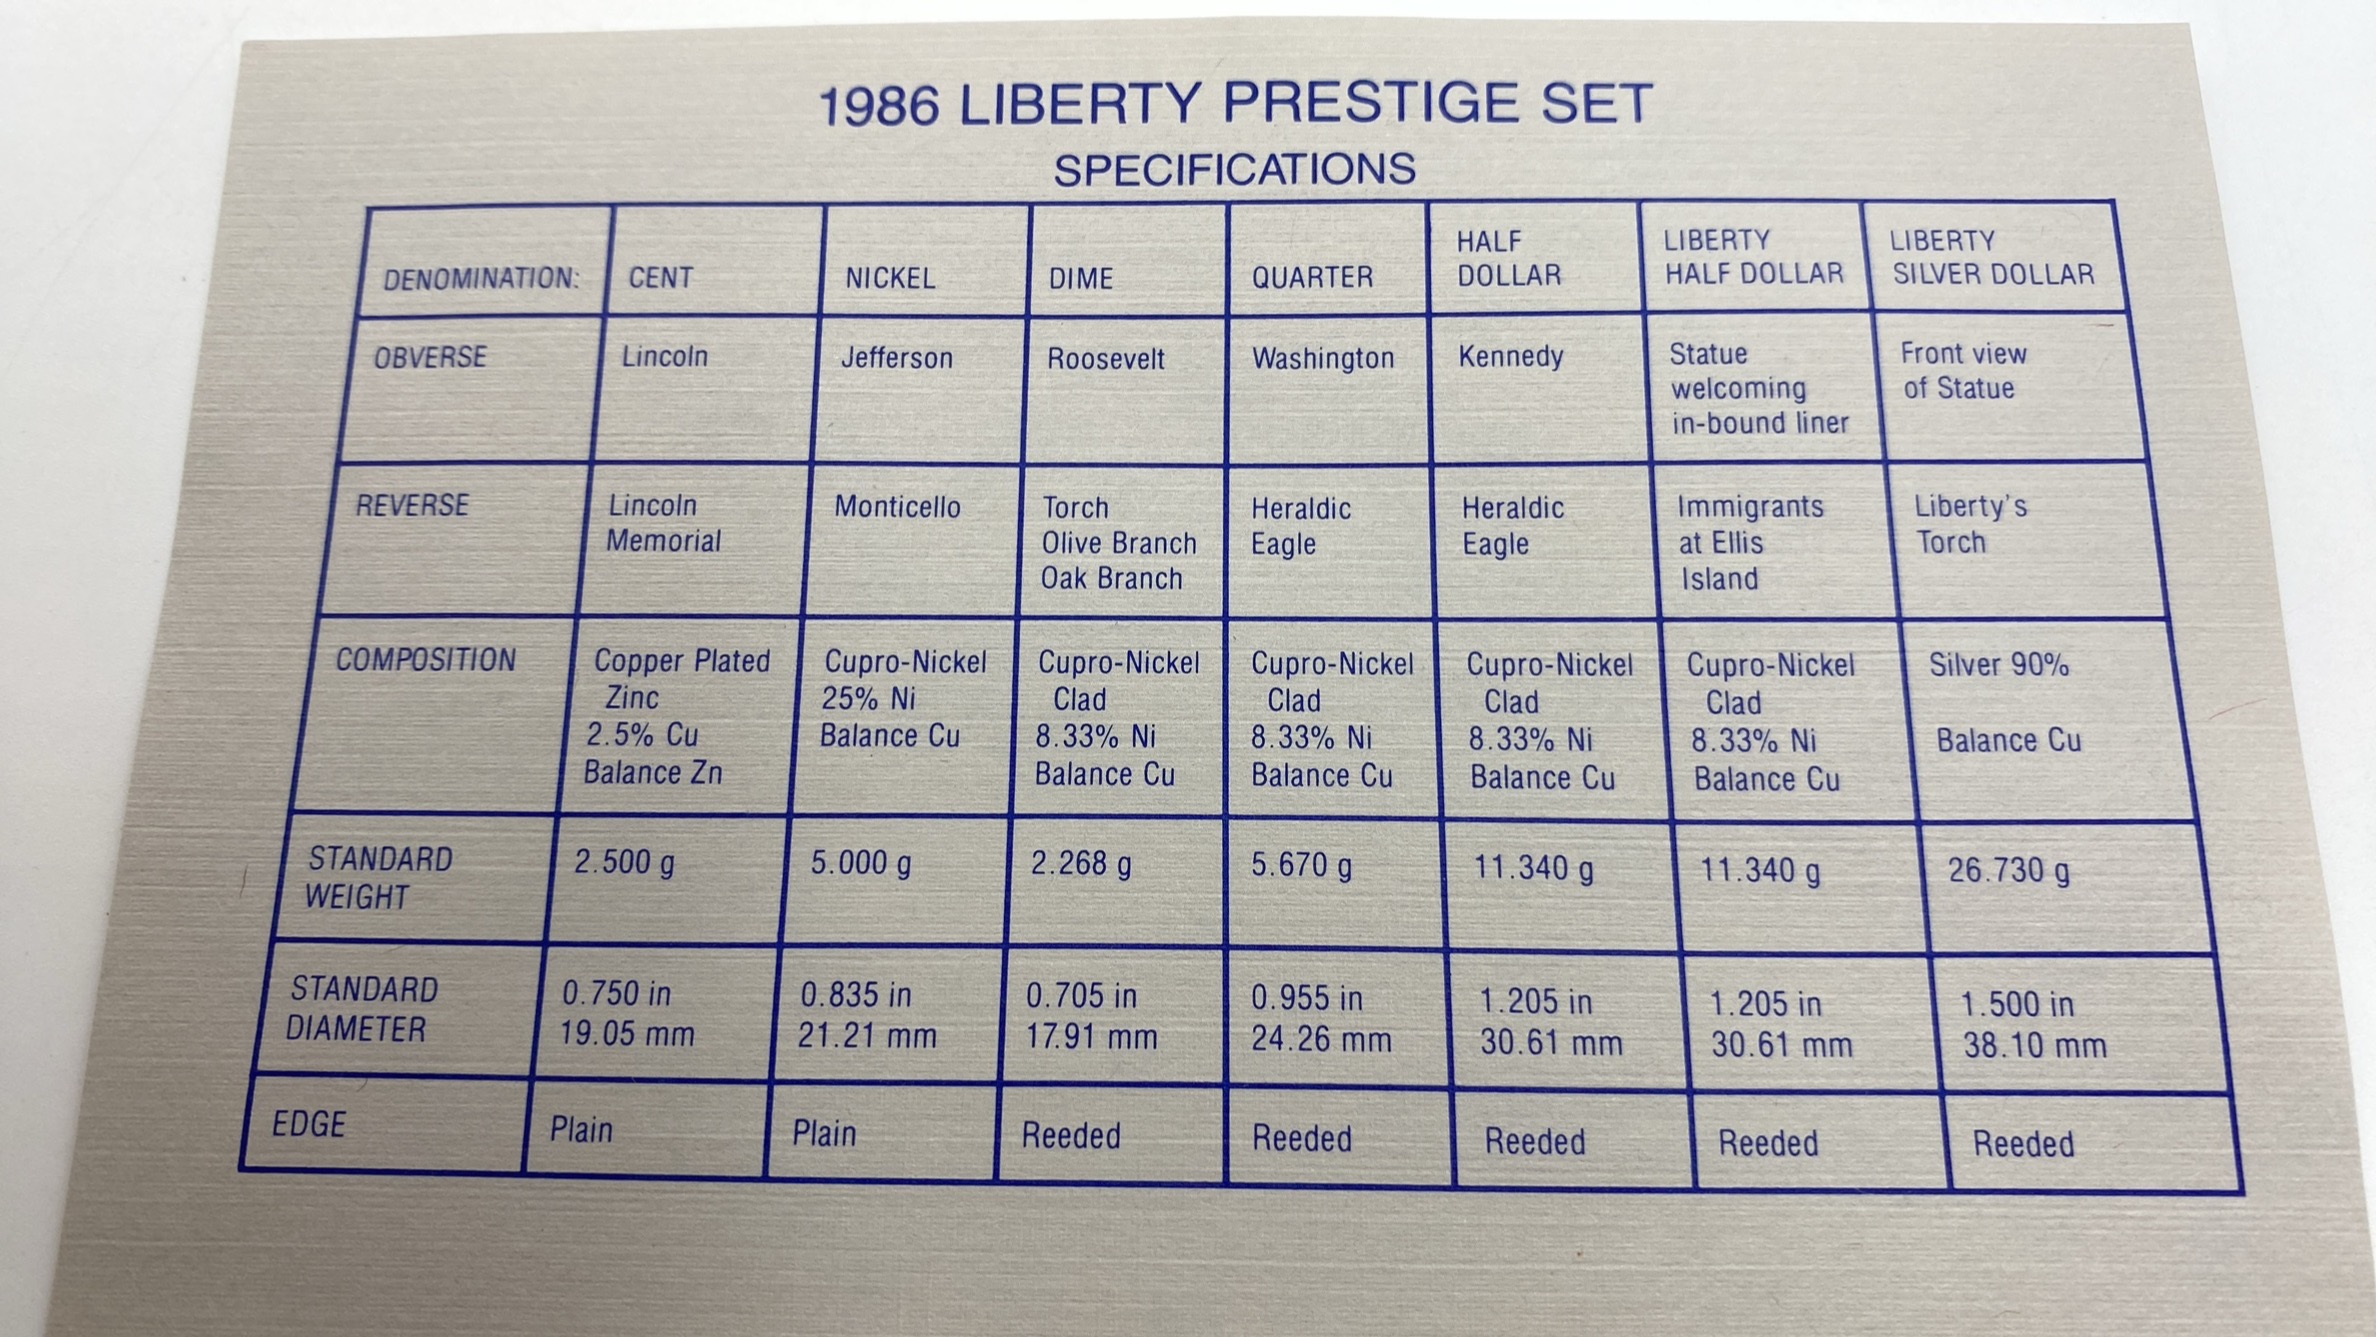 1986 LIBERTY PRESTIGE SET
SPECIFICATIONS
DENOMINATION: CENT NICKEL DIME QUARTER HALF DOLLAR LIBERTY HALF DOLLAR LIBERTY SILVER DOLLAR
OBVERSE Lincoln Jefferson Roosevelt Washington Kennedy Statue welcoming in-bound liner Front view of Statue
REVERSE Lincoln Memorial Monticello Torch Olive Branch Oak Branch Heraldic Eagle Heraldic Eagle Immigrants at Ellis Island Liberty's Torch
COMPOSITION Copper Plated Zinc 2.5% Cu Balance Zn Cupro-Nickel 25% Ni Balance Cu Cupro-Nickel Clad 8.33% Ni Balance Cu Cupro-Nickel Clad 8.33% Ni Balance Cu Cupro-Nickel Clad 8.33% Ni Balance Cu Cupro-Nickel Clad 8.33% Ni Balance Cu Silver 90% Balance Cu
STANDARD WEIGHT 2.500 g 5.000 g 2.268 g 5.670 g 11.340 g 11.340 g 26.730 g
STANDARD DIAMETER 0.750 in 19.05 mm 0.835 in 21.21 mm 0.705 in 17.91 mm 0.955 in 24.26 mm 1.205 in 30.61 mm 1.205 in 30.61 mm 1.500 in 38.10 mm
EDGE Plain Plain Reeded Reeded Reeded Reeded Reeded